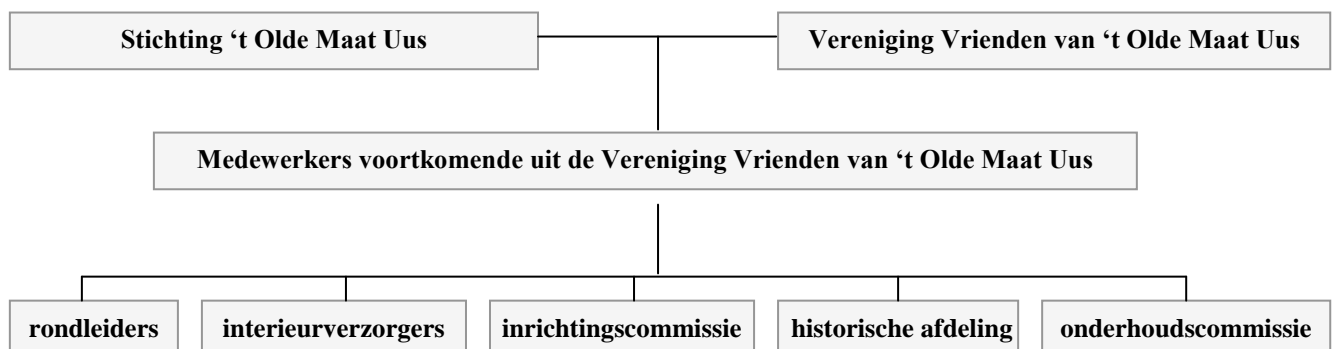 Stichting ‘t Olde Maat Uus
Vereniging Vrienden van ‘t Olde Maat Uus
Medewerkers voortkomende uit de Vereniging Vrienden van ‘t Olde Maat Uus
rondleiders
interieurverzorgers
inrichtingscommissie
historische afdeling
onderhoudscommissie